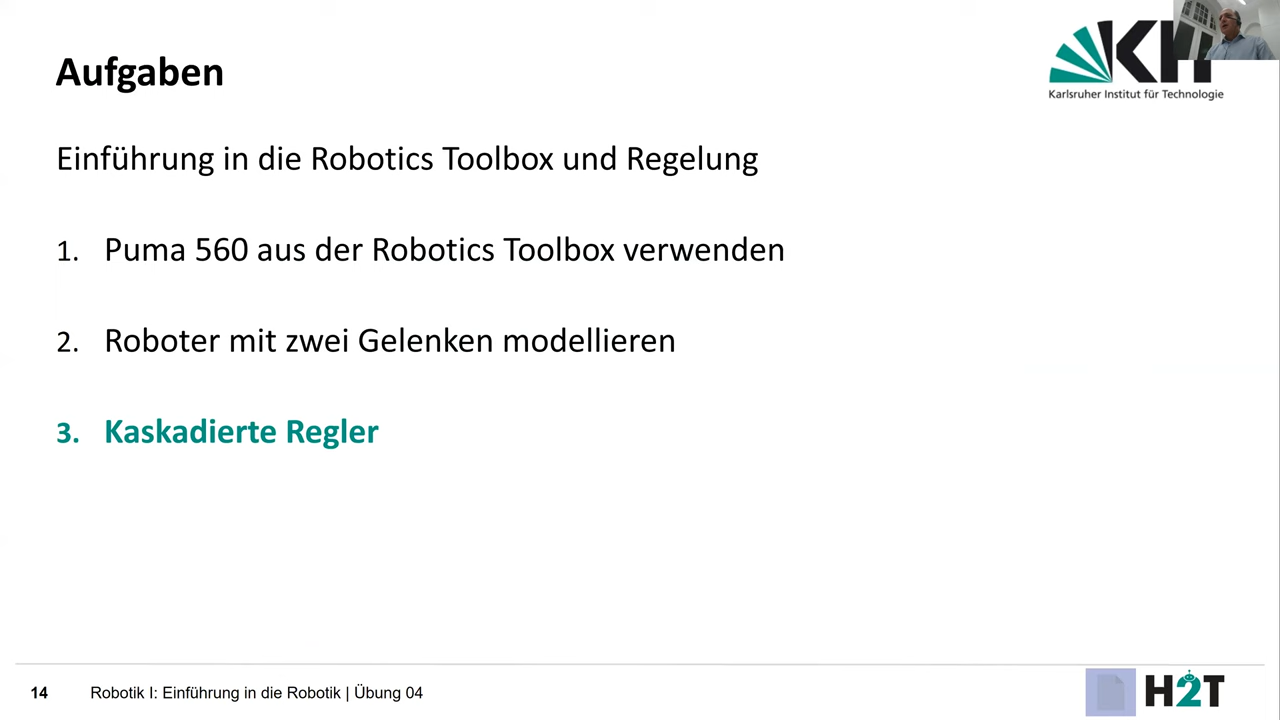 Aufgaben
Karlsruher Institut für Technologie
Einführung in die Robotics Toolbox und Regelung
1. Puma 560 aus der Robotics Toolbox verwenden
2. Roboter mit zwei Gelenken modellieren
3. Kaskadierte Regler
14 Robotik I: Einführung in die Robotik | Übung 04
H2T